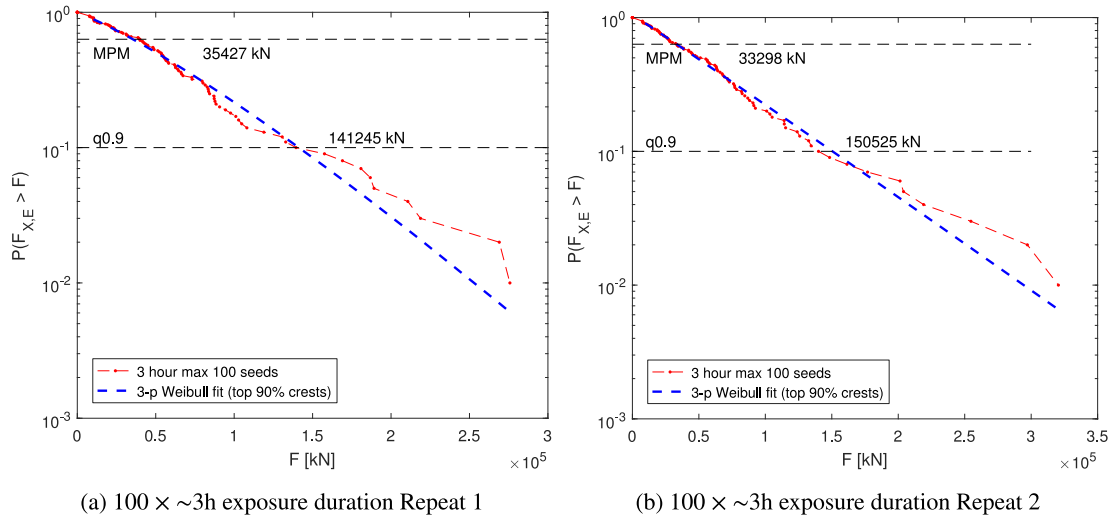 10^0
10^-1
10^-2
10^-3
P(F_X,E > F)
MPM
35427 kN
q0.9
141245 kN
3 hour max 100 seeds
3-p Weibull fit (top 90% crests)
0 0.5 1 1.5 2 2.5 3
F [kN]
× 10^5
(a) 100 × ∼3h exposure duration Repeat 1
10^0
10^-1
10^-2
10^-3
P(F_X,E > F)
MPM
33298 kN
q0.9
150525 kN
3 hour max 100 seeds
3-p Weibull fit (top 90% crests)
0 0.5 1 1.5 2 2.5 3 3.5
F [kN]
× 10^5
(b) 100 × ∼3h exposure duration Repeat 2